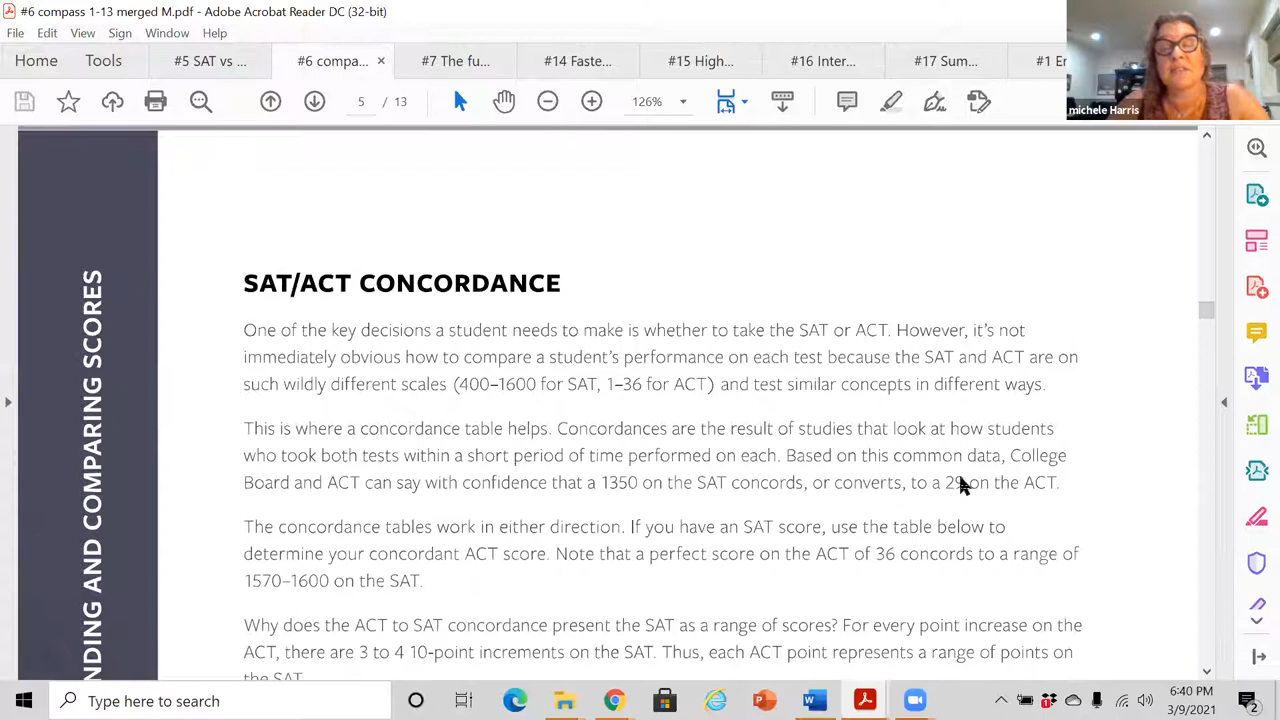 #6 compass 1-13 merged M.pdf - Adobe Acrobat Reader DC (32-bit)
File Edit View Sign Window Help
Home Tools #5 SAT vs ... #6 compa... × #7 The fu... #14 Faste... #15 High... #16 Inter... #17 Sum... #1 Er
5 / 13 126%
michele Harris
NDING AND COMPARING SCORES
SAT/ACT CONCORDANCE
One of the key decisions a student needs to make is whether to take the SAT or ACT. However, it's not
immediately obvious how to compare a student's performance on each test because the SAT and ACT are on
such wildly different scales (400–1600 for SAT, 1–36 for ACT) and test similar concepts in different ways.
This is where a concordance table helps. Concordances are the result of studies that look at how students
who took both tests within a short period of time performed on each. Based on this common data, College
Board and ACT can say with confidence that a 1350 on the SAT concords, or converts, to a 29 on the ACT.
The concordance tables work in either direction. If you have an SAT score, use the table below to
determine your concordant ACT score. Note that a perfect score on the ACT of 36 concords to a range of
1570–1600 on the SAT.
Why does the ACT to SAT concordance present the SAT as a range of scores? For every point increase on the
ACT, there are 3 to 4 10-point increments on the SAT. Thus, each ACT point represents a range of points on
the SAT.
Type here to search
6:40 PM
3/9/2021
2